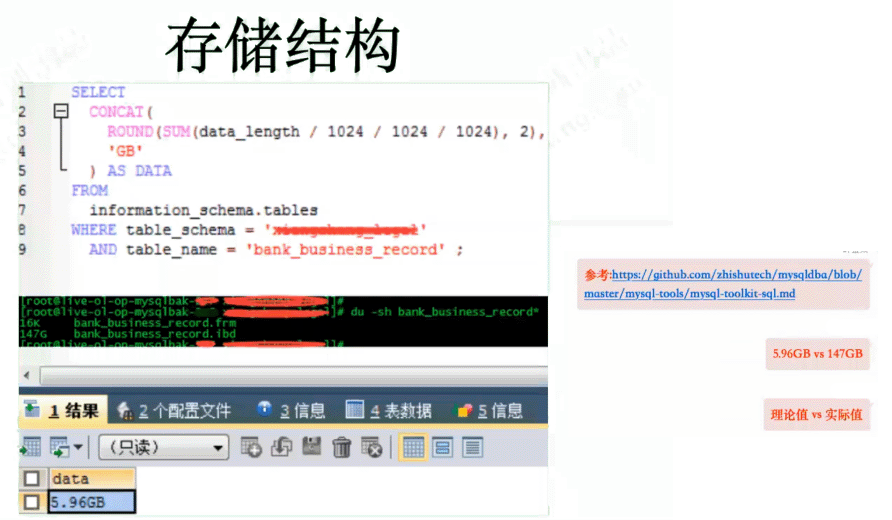 存储结构
1 SELECT
2 CONCAT(
3 ROUND(SUM(data_length / 1024 / 1024 / 1024), 2),
4 'GB'
5 ) AS DATA
6 FROM
7 information_schema.tables
8 WHERE table_schema = '
9 AND table_name = 'bank_business_record' ;
[root@live-ol-op-mysqlbak- ]#
[root@live-ol-op-mysqlbak- ]# du -sh bank_business_record*
16K bank_business_record.frm
147G bank_business_record.ibd
[root@live-ol-op-mysqlbak- ]#
1 结果 2 个配置文件 3 信息 4 表数据 5 信息
(只读)
data
5.96GB
参考:https://github.com/zhishutech/mysqldba/blob/
master/mysql-tools/mysql-toolkit-sql.md
5.96GB vs 147GB
理论值 vs 实际值